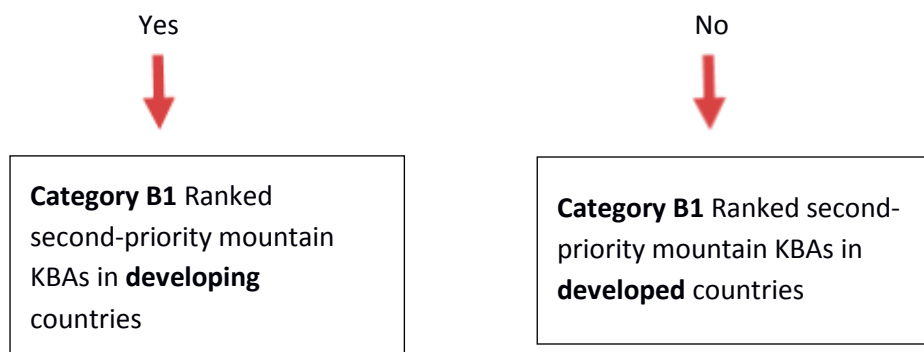 Yes
No
Category B1 Ranked
second-priority mountain
KBAs in developing
countries
Category B1 Ranked second-
priority mountain KBAs in
developed countries